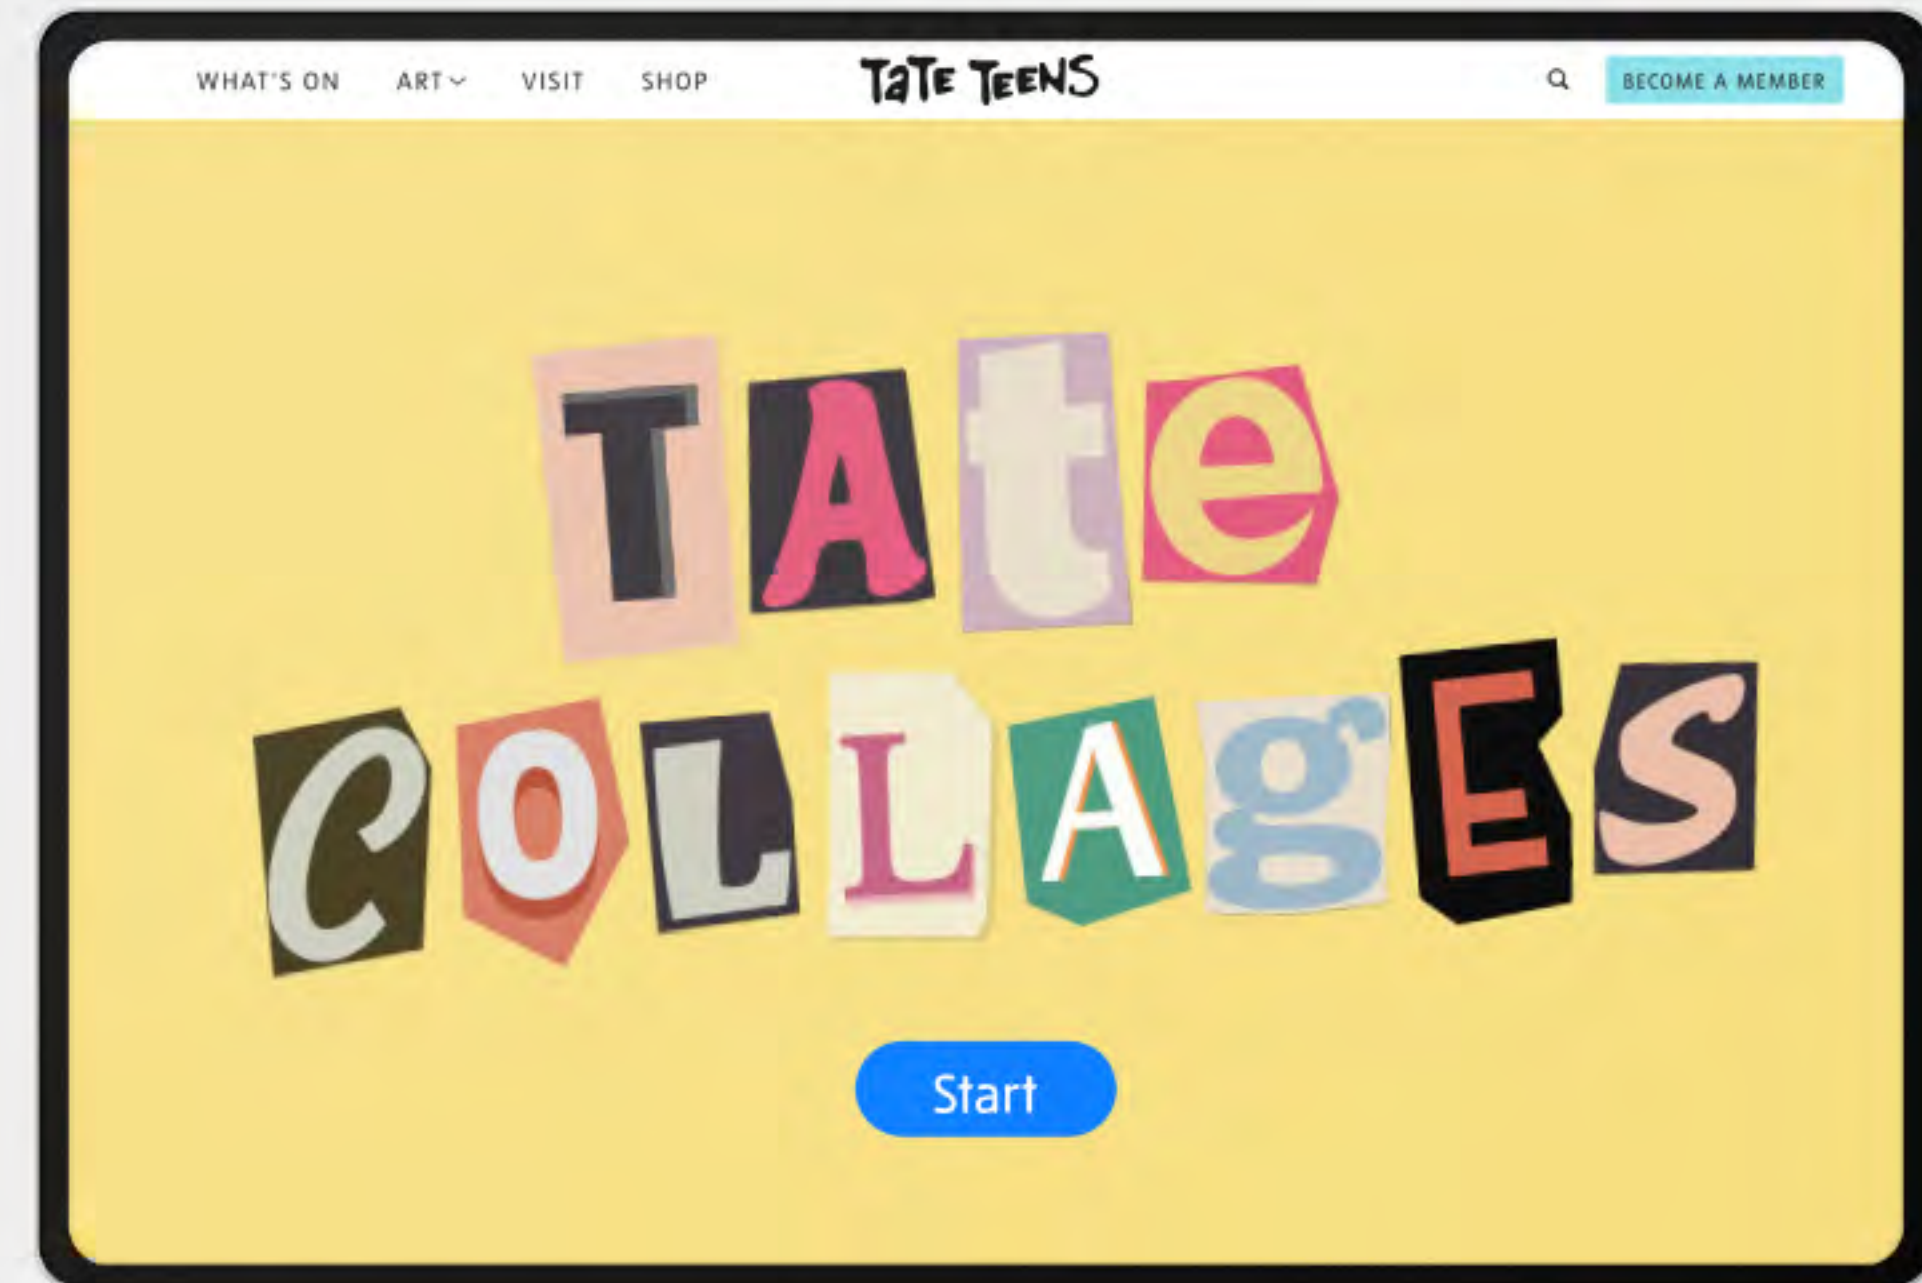 WHAT'S ON ART VISIT SHOP TaTE TEENS BECOME A MEMBER
TAte
COLLAgES
Start